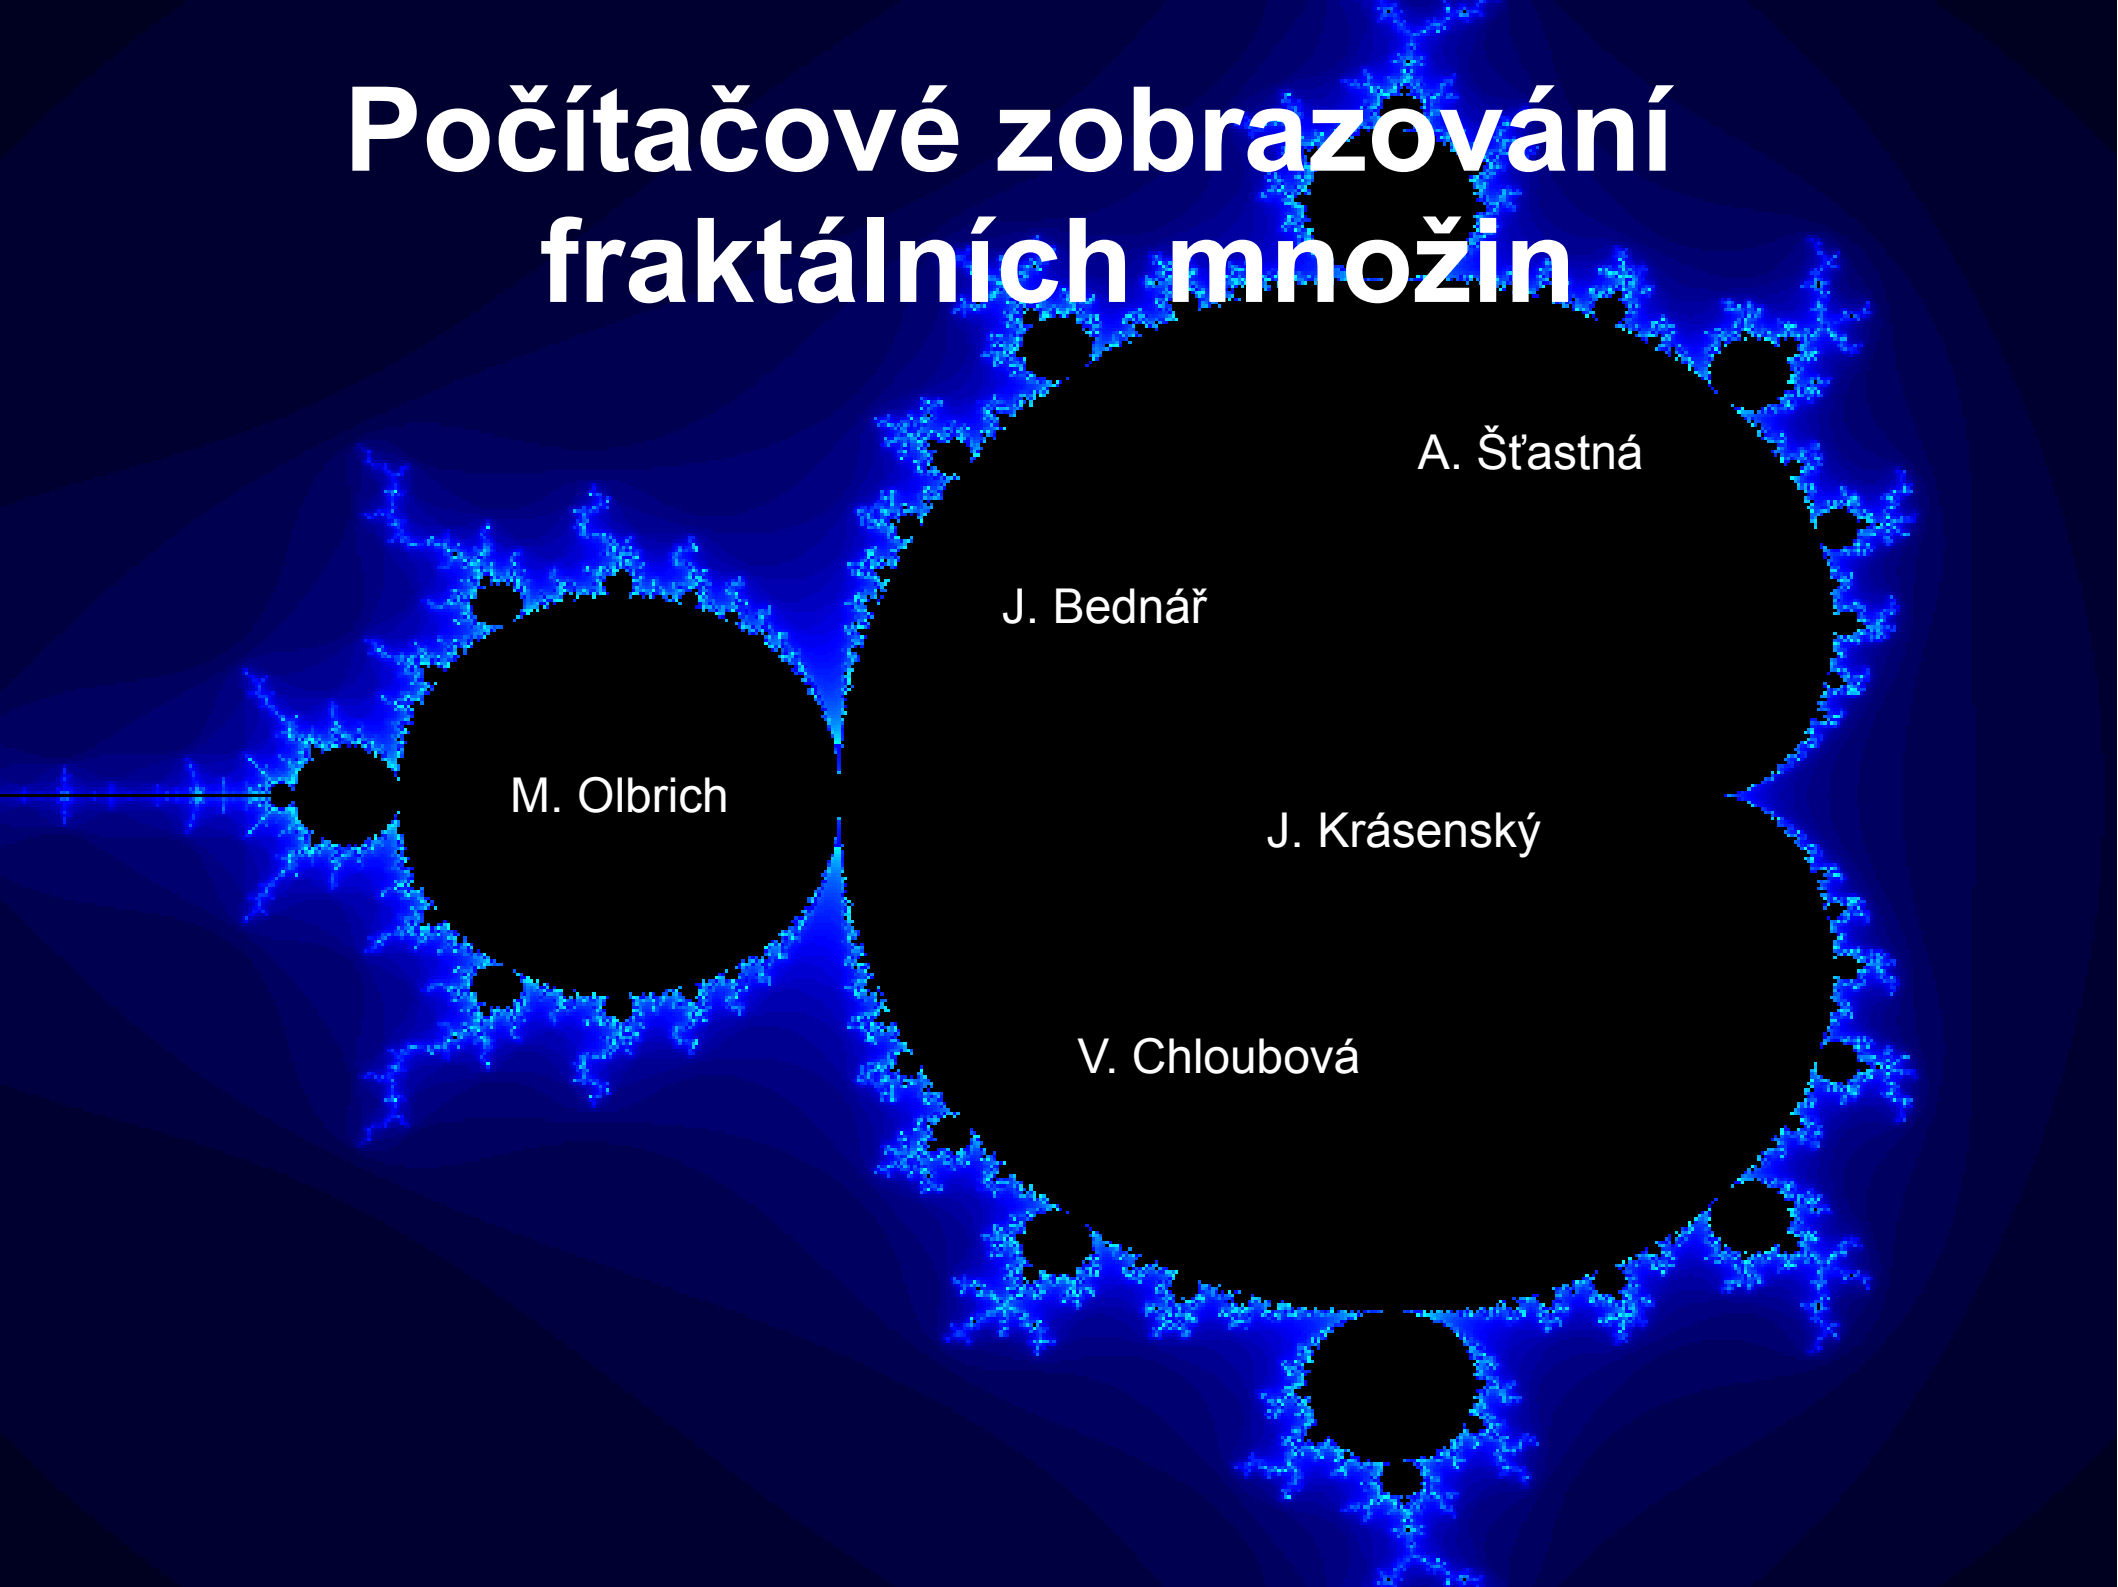 Počítačové zobrazování
fraktálních množin
A. Šťastná
J. Bednář
M. Olbrich
J. Krásenský
V. Chloubová